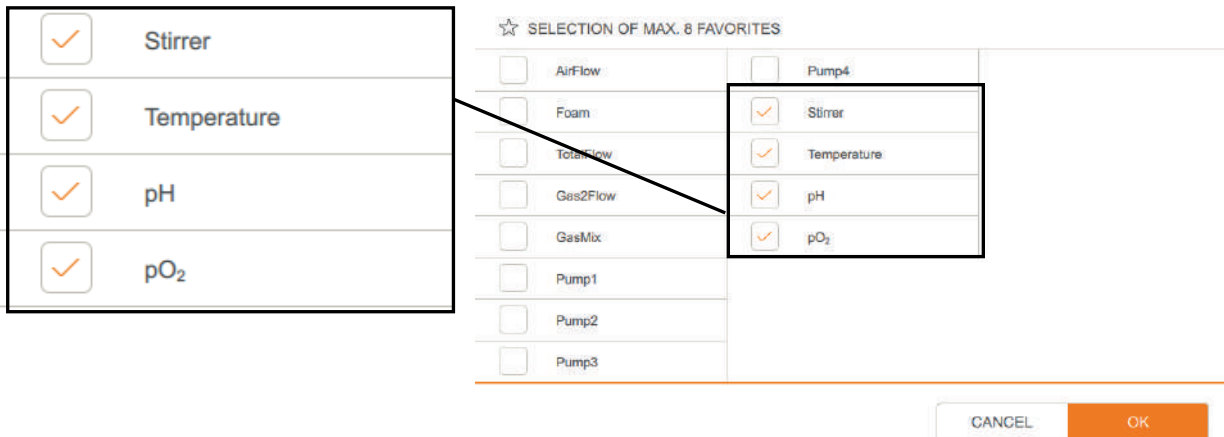 Stirrer
Temperature
pH
pO₂
☆ SELECTION OF MAX. 8 FAVORITES
AirFlow
Foam
TotalFlow
Gas2Flow
GasMix
Pump1
Pump2
Pump3
Pump4
Stirrer
Temperature
pH
pO₂
CANCEL
OK